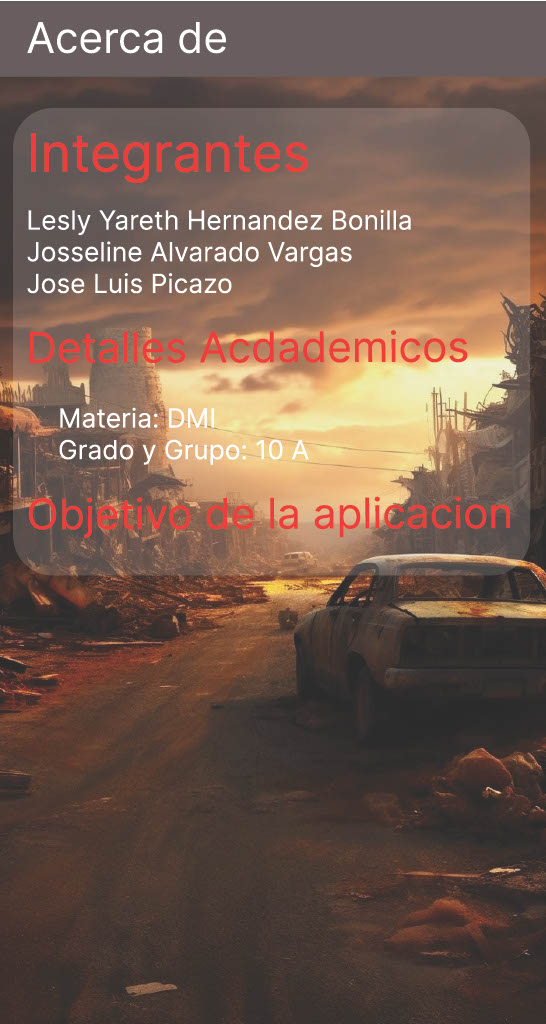 Acerca de
Integrantes
Lesly Yareth Hernandez Bonilla
Josseline Alvarado Vargas
Jose Luis Picazo
Detalles Acdademicos
Materia: DMI
Grado y Grupo: 10 A
Objetivo de la aplicacion